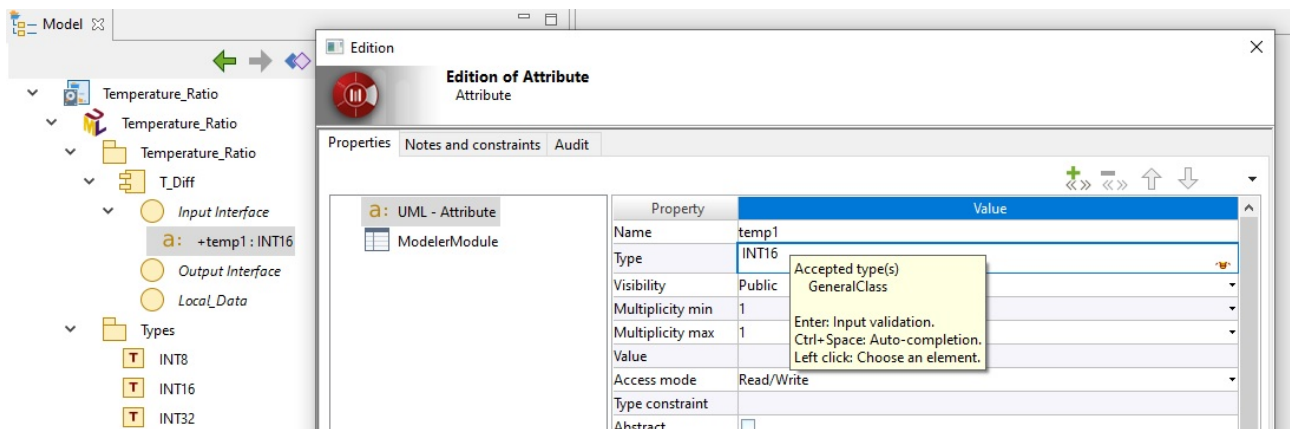 Model
Edition
Edition of Attribute
Attribute
Temperature_Ratio
Temperature_Ratio
Temperature_Ratio
T_Diff
Input Interface
a: +temp1 : INT16
Output Interface
Local_Data
Types
T INT8
T INT16
T INT32
Properties Notes and constraints Audit
a: UML - Attribute
ModelerModule
Property Value
Name temp1
Type INT16
Visibility Public
Multiplicity min 1
Multiplicity max 1
Value
Access mode Read/Write
Type constraint
Abstract
Accepted type(s)
GeneralClass
Enter: Input validation.
Ctrl+Space: Auto-completion.
Left click: Choose an element.